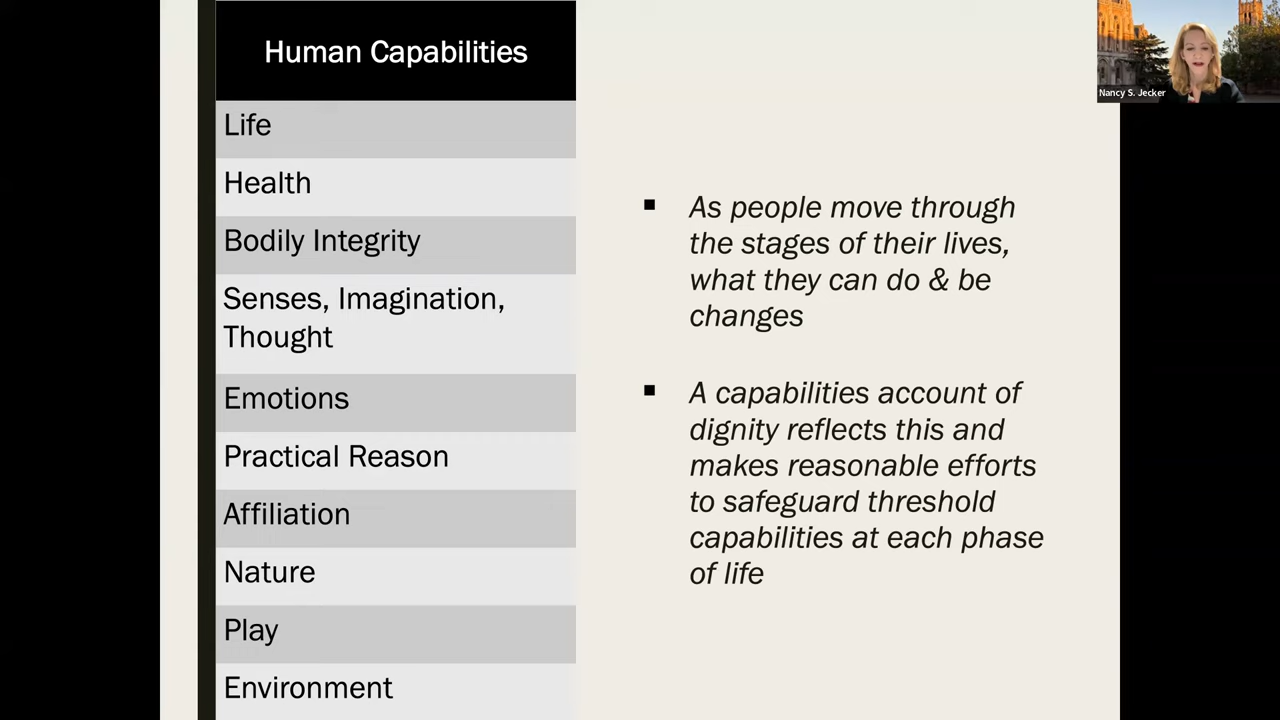 Human Capabilities
Life
Health
Bodily Integrity
Senses, Imagination,
Thought
Emotions
Practical Reason
Affiliation
Nature
Play
Environment
▪ As people move through
the stages of their lives,
what they can do & be
changes
▪ A capabilities account of
dignity reflects this and
makes reasonable efforts
to safeguard threshold
capabilities at each phase
of life
Nancy S. Jecker